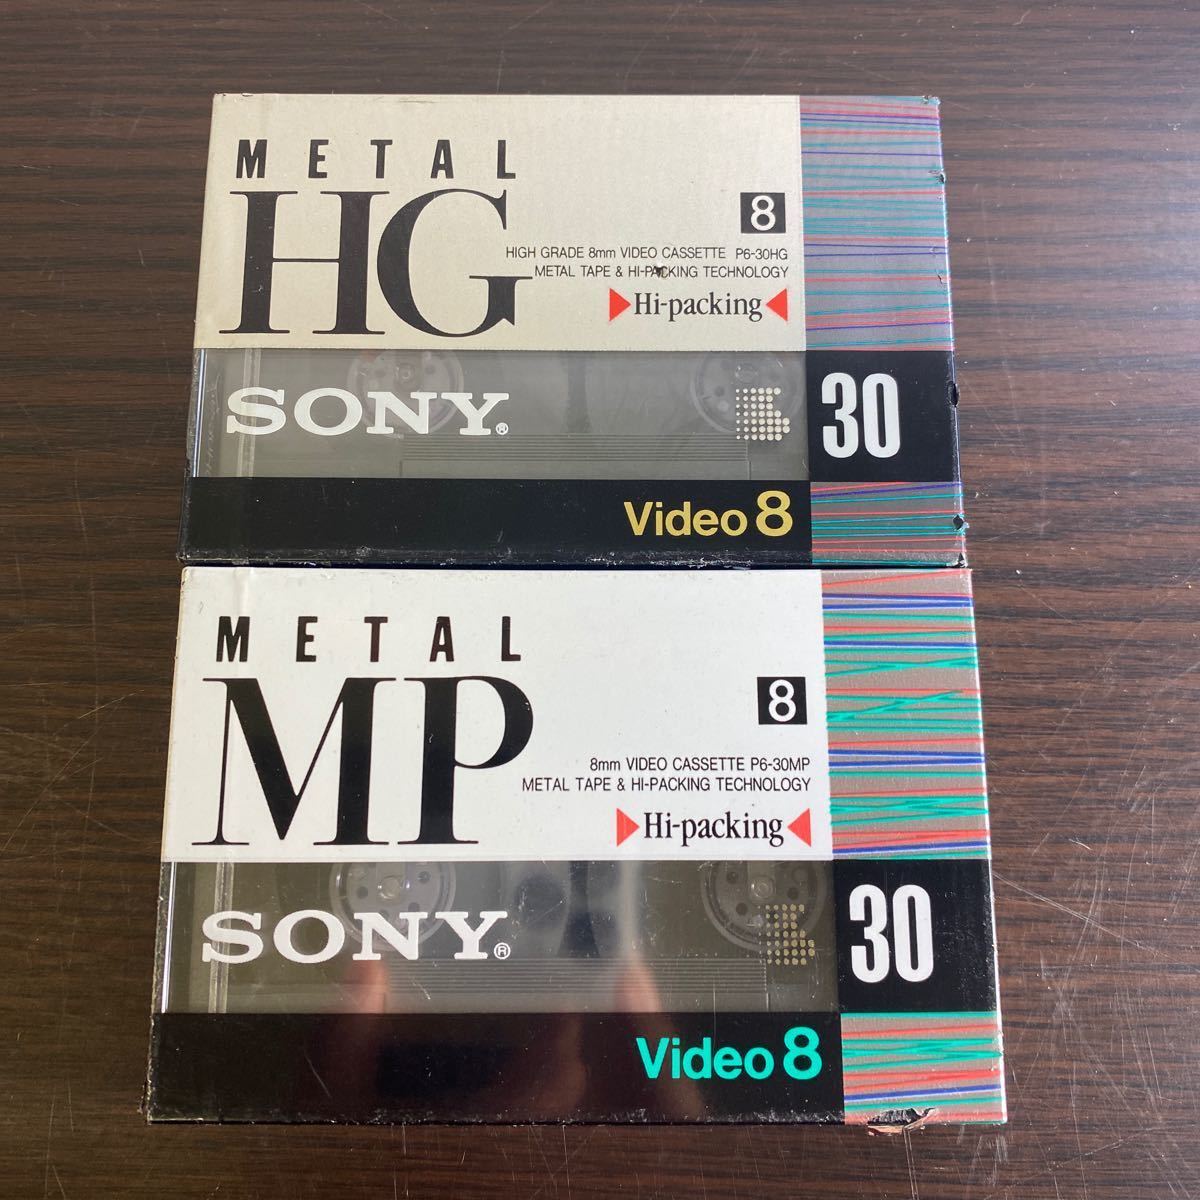 METAL
HG
8
HIGH GRADE 8mm VIDEO CASSETTE P6-30HG
METAL TAPE & HI-PACKING TECHNOLOGY
Hi-packing
SONY®
30
Video 8
METAL
MP
8
8mm VIDEO CASSETTE P6-30MP
METAL TAPE & HI-PACKING TECHNOLOGY
Hi-packing
SONY®
30
Video 8